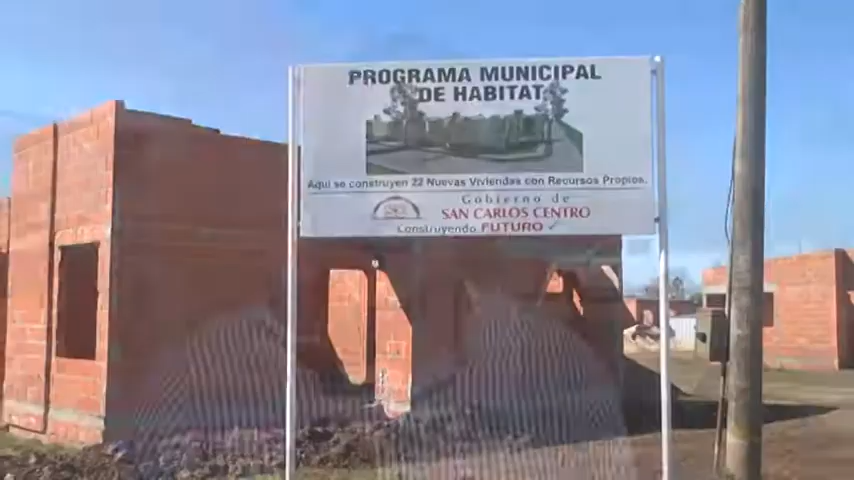 PROGRAMA MUNICIPAL
DE HABITAT
Aquí se construyen 22 Nuevas Viviendas con Recursos Propios.
Gobierno de
SAN CARLOS CENTRO
Construyendo FUTURO